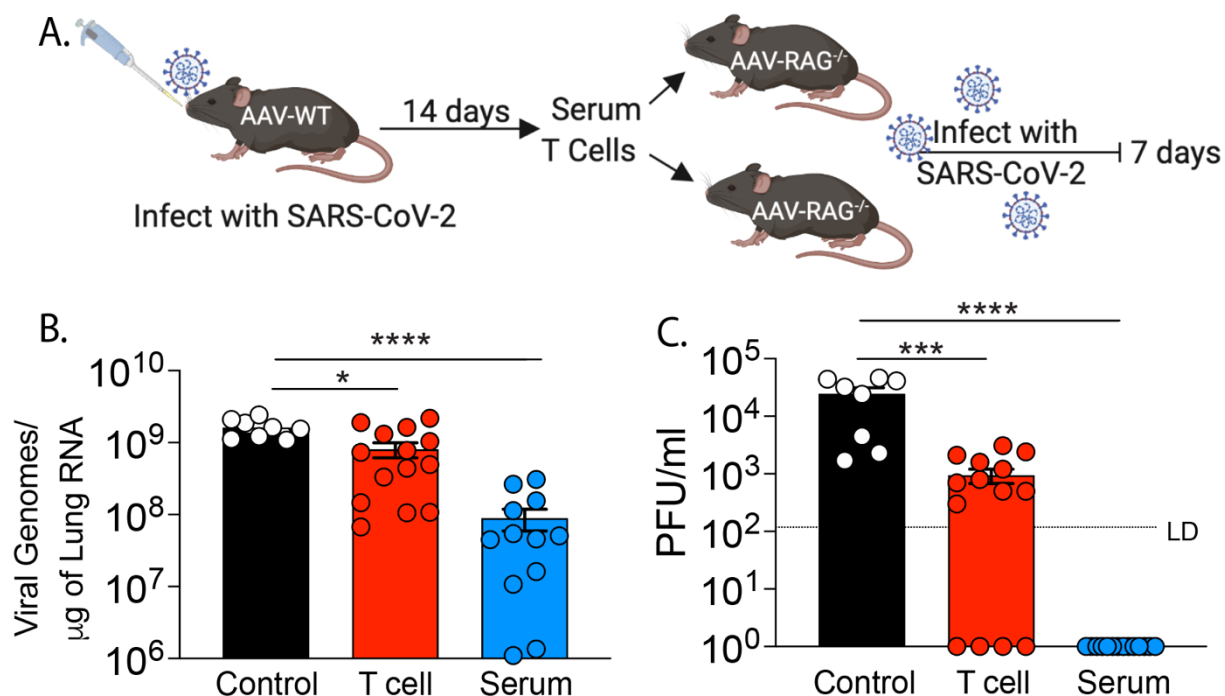 A.
AAV-WT
Infect with SARS-CoV-2
14 days
Serum
T Cells
AAV-RAG-/-
AAV-RAG-/-
Infect with
SARS-CoV-2
7 days
B.
Viral Genomes/
μg of Lung RNA
10^10
10^9
10^8
10^7
10^6
****
*
Control T cell Serum
C.
PFU/ml
10^5
10^4
10^3
10^2
10^1
10^0
****
***
LD
Control T cell Serum